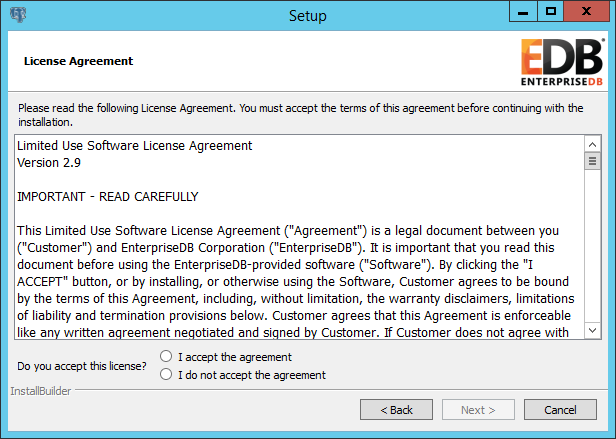 Setup
License Agreement
EDB
ENTERPRISEDB
Please read the following License Agreement. You must accept the terms of this agreement before continuing with the
installation.
Limited Use Software License Agreement
Version 2.9
IMPORTANT - READ CAREFULLY
This Limited Use Software License Agreement ("Agreement") is a legal document between you
("Customer") and EnterpriseDB Corporation ("EnterpriseDB"). It is important that you read this
document before using the EnterpriseDB-provided software ("Software"). By clicking the "I
ACCEPT" button, or by installing, or otherwise using the Software, Customer agrees to be bound
by the terms of this Agreement, including, without limitation, the warranty disclaimers, limitations
of liability and termination provisions below. Customer agrees that this Agreement is enforceable
like any written agreement negotiated and signed by Customer. If Customer does not agree with
Do you accept this license?
I accept the agreement
I do not accept the agreement
InstallBuilder
< Back
Next >
Cancel